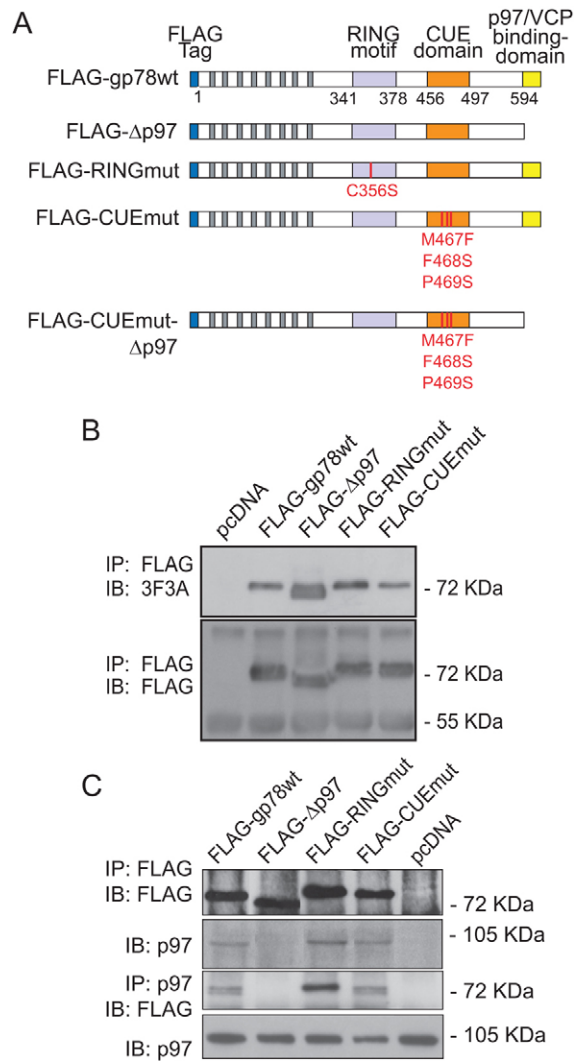 A
FLAG Tag
RING motif
CUE domain
p97/VCP binding-domain
FLAG-gp78wt
1 341 378 456 497 594
FLAG-Δp97
FLAG-RINGmut
C356S
FLAG-CUEmut
M467F
F468S
P469S
FLAG-CUEmut-
Δp97
M467F
F468S
P469S
B
pcDNA
FLAG-gp78wt
FLAG-Δp97
FLAG-RINGmut
FLAG-CUEmut
IP: FLAG
IB: 3F3A
- 72 KDa
IP: FLAG
IB: FLAG
- 72 KDa
- 55 KDa
C
FLAG-gp78wt
FLAG-Δp97
FLAG-RINGmut
FLAG-CUEmut
pcDNA
IP: FLAG
IB: FLAG
- 72 KDa
IB: p97
- 105 KDa
IP: p97
IB: FLAG
- 72 KDa
IB: p97
- 105 KDa